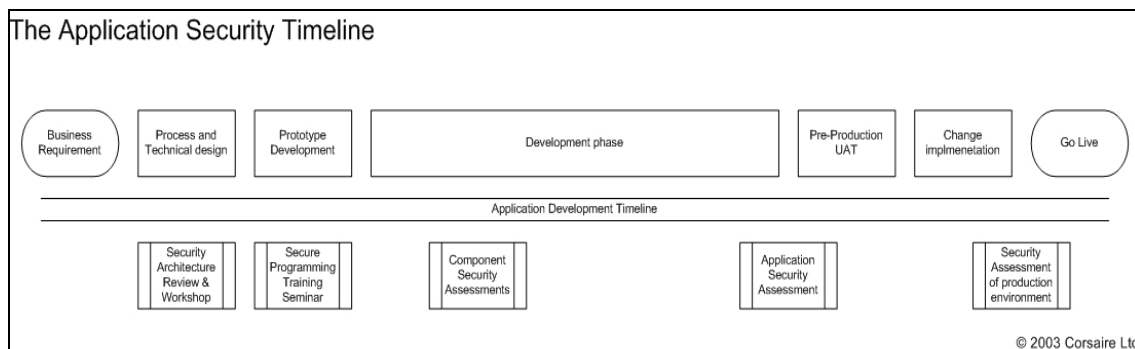 The Application Security Timeline
Business
Requirement
Process and
Technical design
Prototype
Development
Development phase
Pre-Production
UAT
Change
implmenetation
Go Live
Application Development Timeline
Security
Architecture
Review &
Workshop
Secure
Programming
Training
Seminar
Component
Security
Assessments
Application
Security
Assessment
Security
Assessment
of production
environment
© 2003 Corsaire Ltd